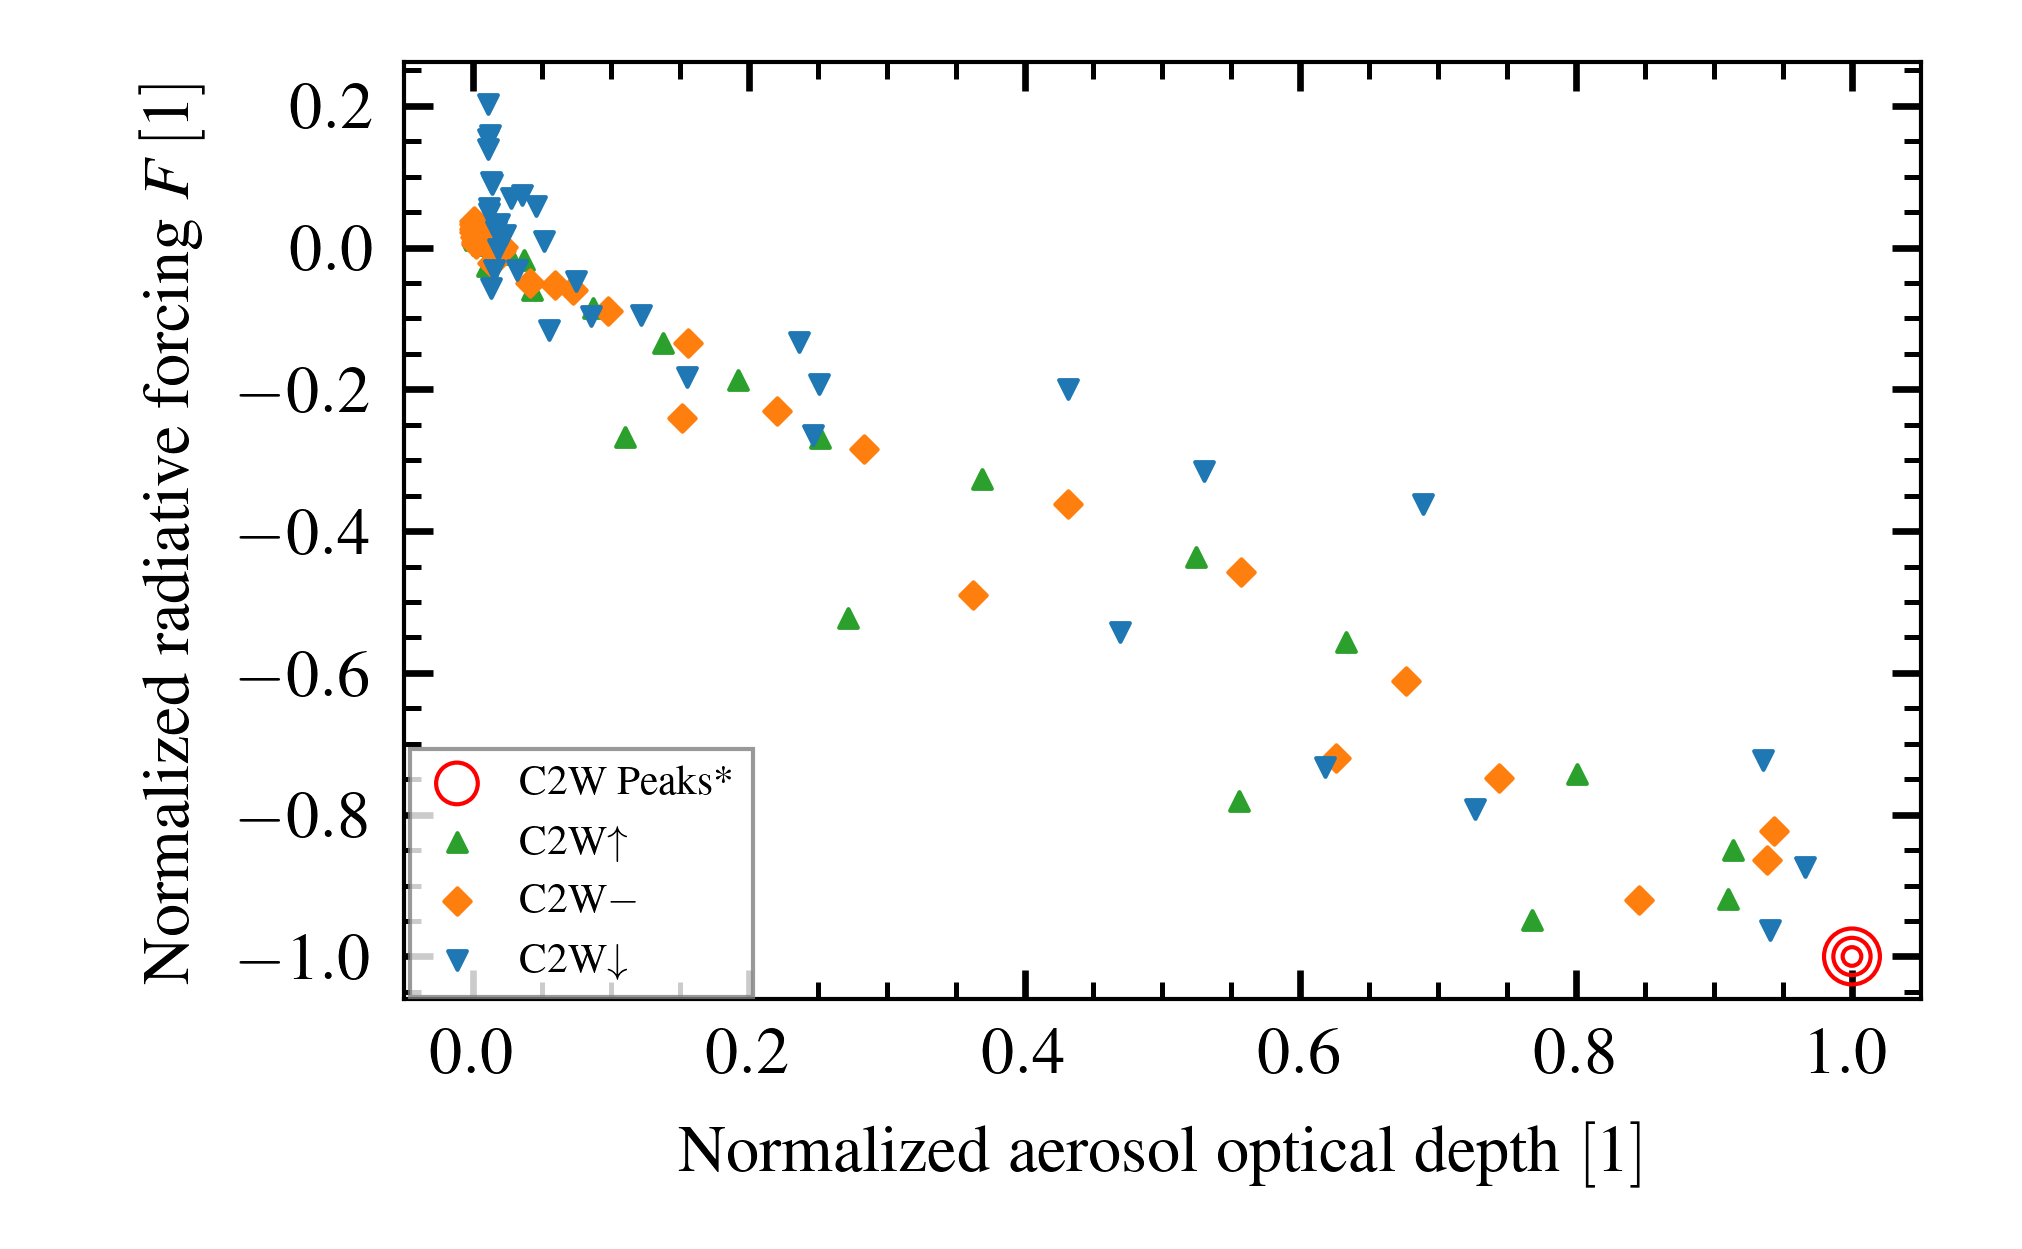 Normalized radiative forcing F [1]
0.2
0.0
−0.2
−0.4
−0.6
−0.8
−1.0
C2W Peaks*
C2W↑
C2W−
C2W↓
0.0 0.2 0.4 0.6 0.8 1.0
Normalized aerosol optical depth [1]